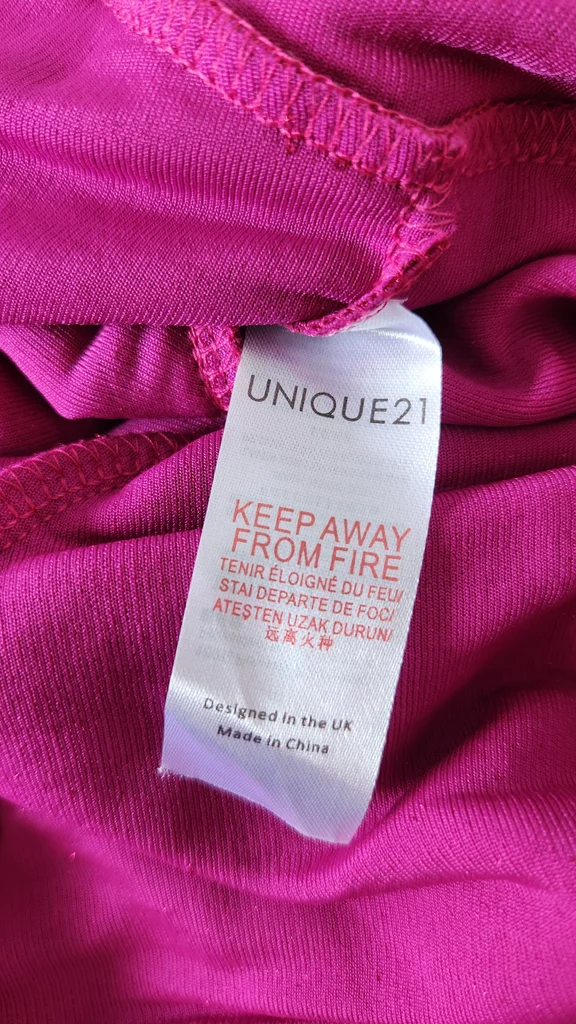 UNIQUE21
KEEP AWAY
FROM FIRE
TENIR ÉLOIGNÉ DU FEU/
STAI DEPARTE DE FOC/
ATEŞTEN UZAK DURUN/
远离火种
Designed in the UK
Made in China